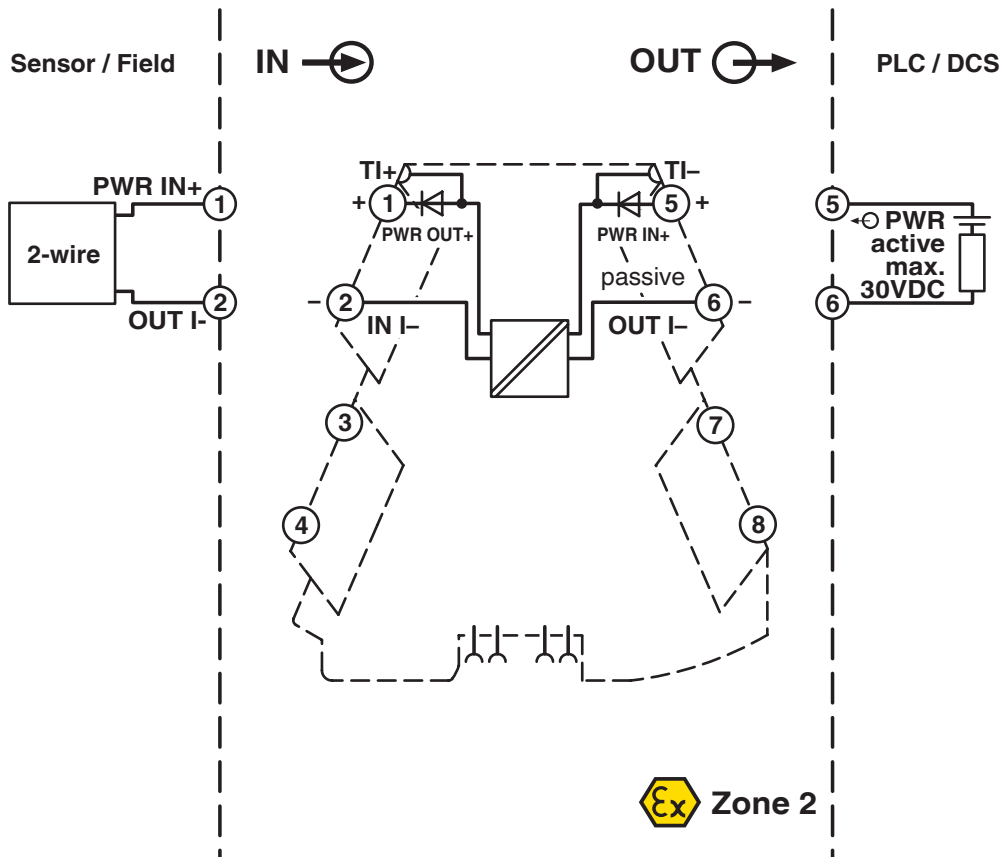 Sensor / Field
IN
OUT
PLC / DCS
PWR IN+
1
2-wire
2
OUT I-
TI+
+
1
PWR OUT+
–
2
IN I–
3
4
TI–
5
+
PWR IN+
passive
6
–
OUT I–
7
8
5
PWR
active
max.
30VDC
6
Ex
Zone 2